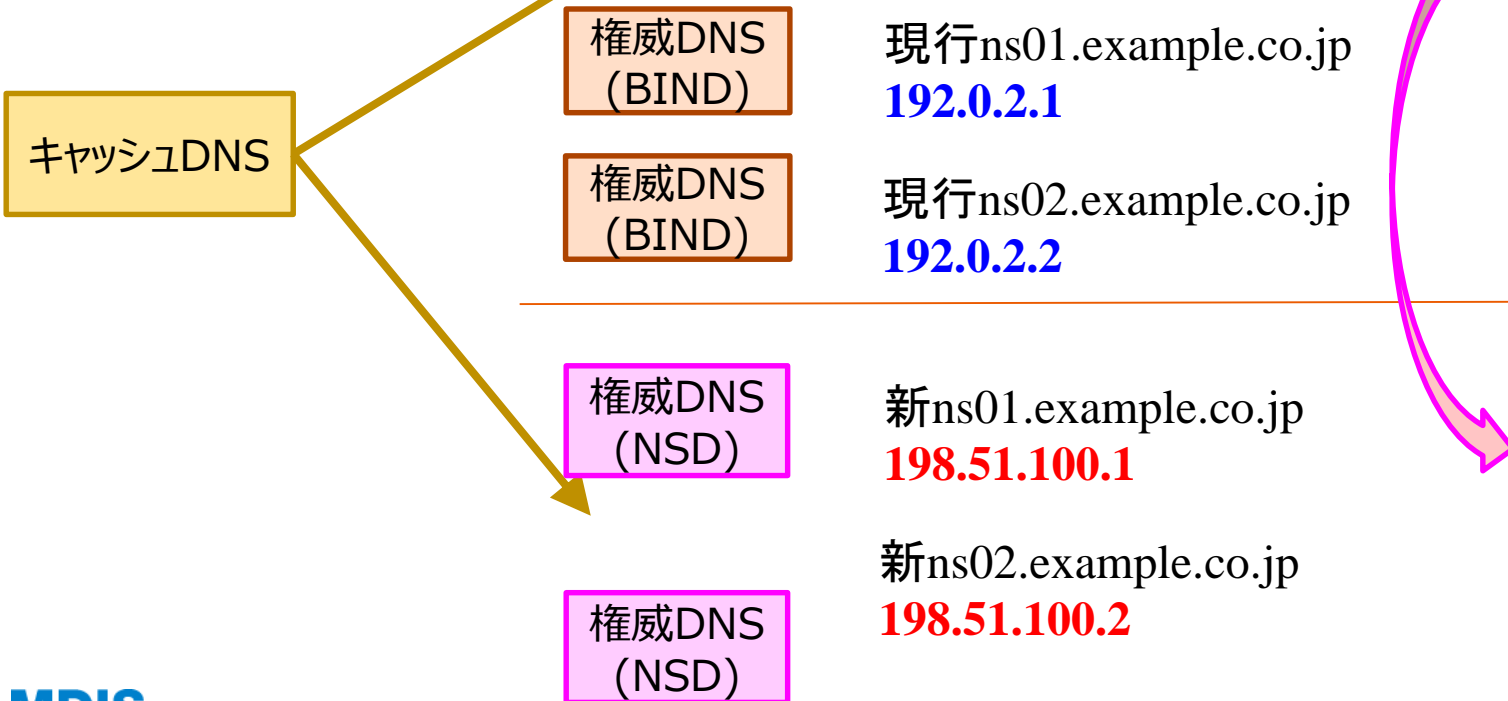 権威DNS
(BIND)
現行ns01.example.co.jp
192.0.2.1
キャッシュDNS
権威DNS
(BIND)
現行ns02.example.co.jp
192.0.2.2
権威DNS
(NSD)
新ns01.example.co.jp
198.51.100.1
新ns02.example.co.jp
198.51.100.2
権威DNS
(NSD)